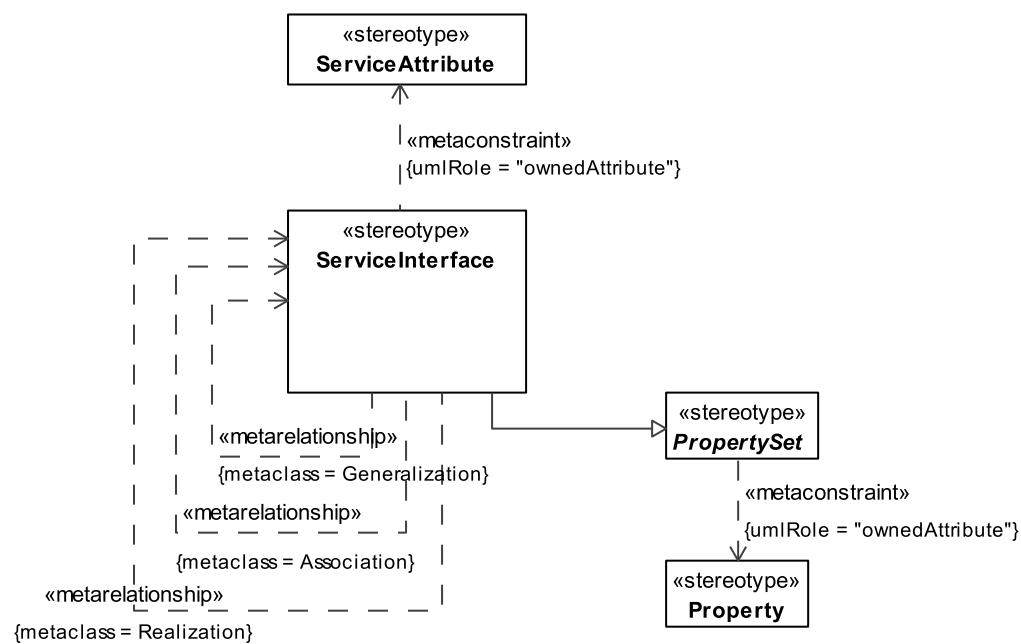 «stereotype»
ServiceAttribute
«metaconstraint»
{umlRole = "ownedAttribute"}
«stereotype»
ServiceInterface
«stereotype»
PropertySet
«metarelationship»
{metaclass = Generalization}
«metaconstraint»
{umlRole = "ownedAttribute"}
«metarelationship»
{metaclass = Association}
«stereotype»
Property
«metarelationship»
{metaclass = Realization}